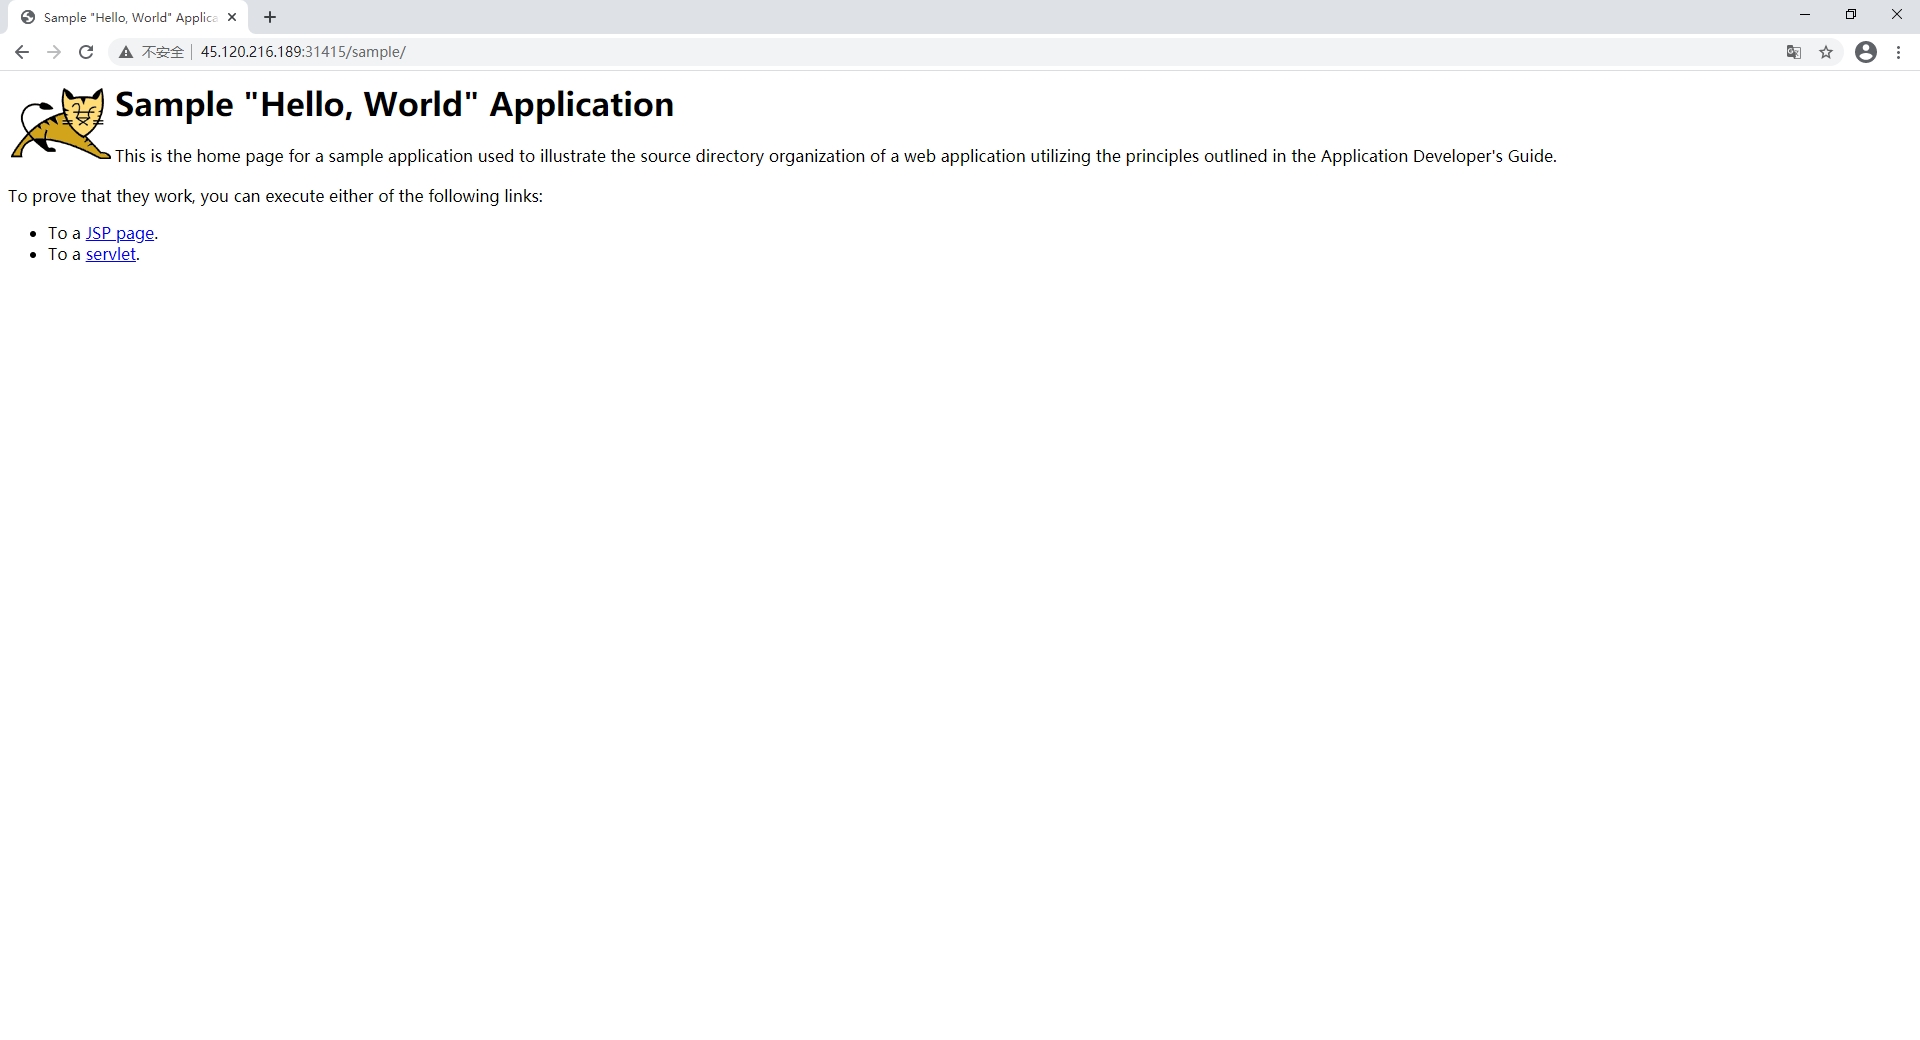 Sample "Hello, World" Applica
不安全 45.120.216.189:31415/sample/
Sample "Hello, World" Application
This is the home page for a sample application used to illustrate the source directory organization of a web application utilizing the principles outlined in the Application Developer's Guide.
To prove that they work, you can execute either of the following links:
To a JSP page.
To a servlet.